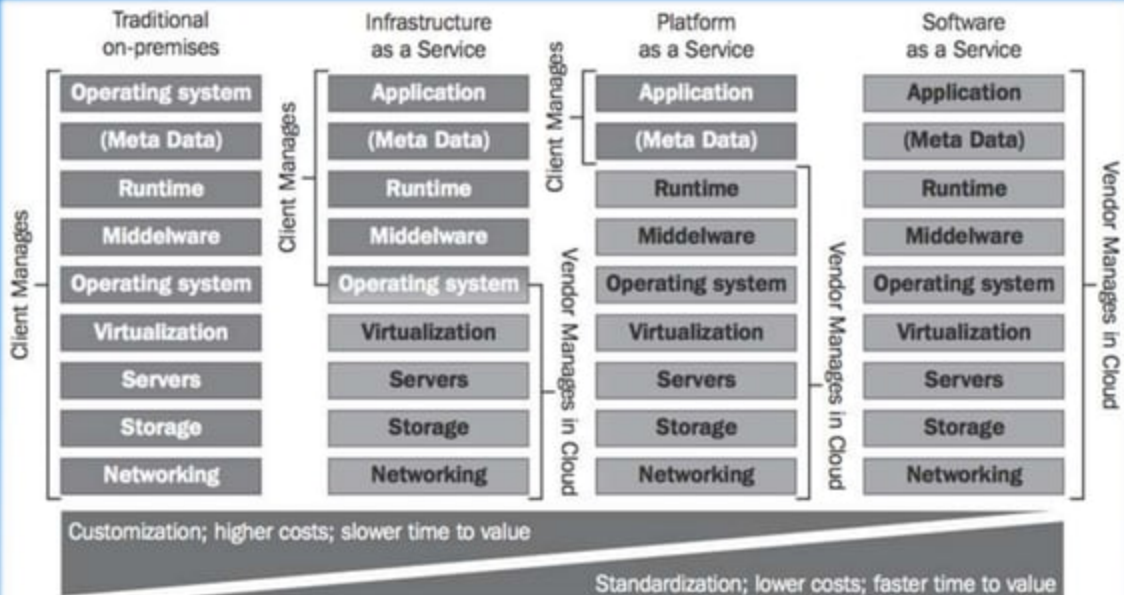 Traditional
on-premises
Client Manages
Operating system
(Meta Data)
Runtime
Middelware
Operating system
Virtualization
Servers
Storage
Networking
Infrastructure
as a Service
Client Manages
Application
(Meta Data)
Runtime
Middelware
Operating system
Virtualization
Servers
Storage
Networking
Vendor Manages in Cloud
Platform
as a Service
Client Manages
Application
(Meta Data)
Runtime
Middelware
Operating system
Virtualization
Servers
Storage
Networking
Vendor Manages in Cloud
Software
as a Service
Application
(Meta Data)
Runtime
Middelware
Operating system
Virtualization
Servers
Storage
Networking
Vendor Manages in Cloud
Customization; higher costs; slower time to value
Standardization; lower costs; faster time to value